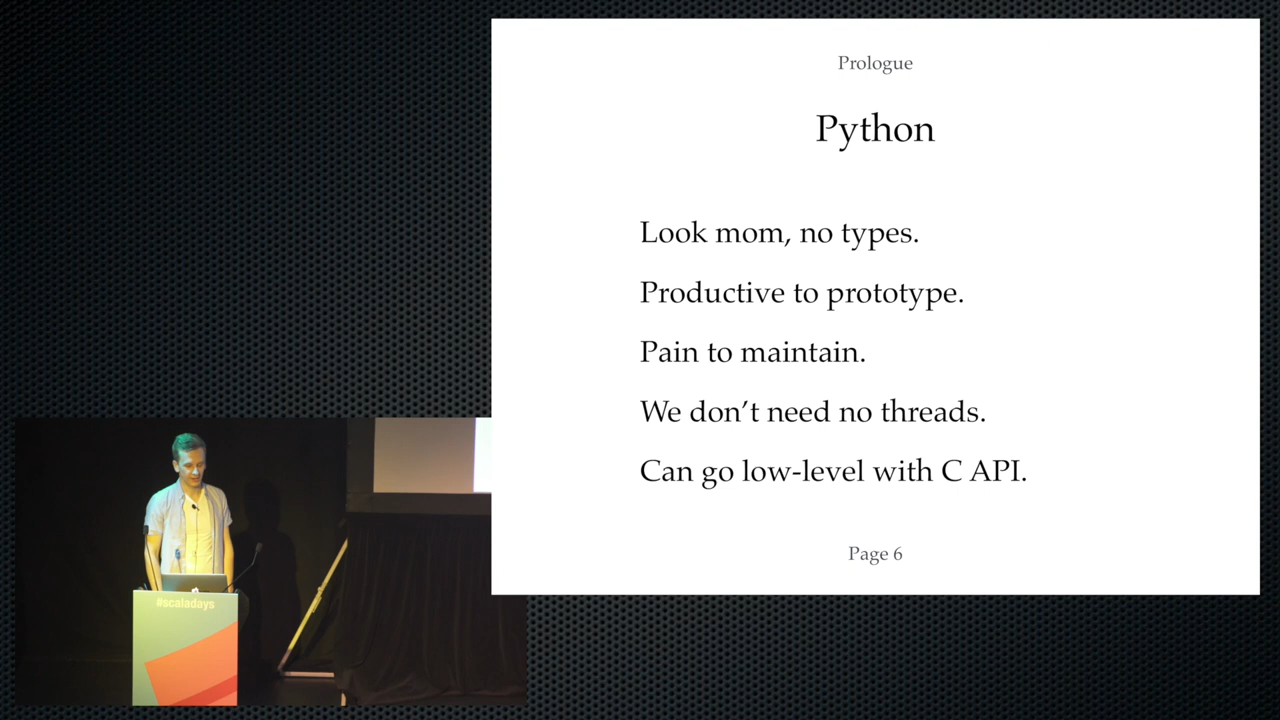 Prologue
Python
Look mom, no types.
Productive to prototype.
Pain to maintain.
We don’t need no threads.
Can go low-level with C API.
Page 6
#scaladays